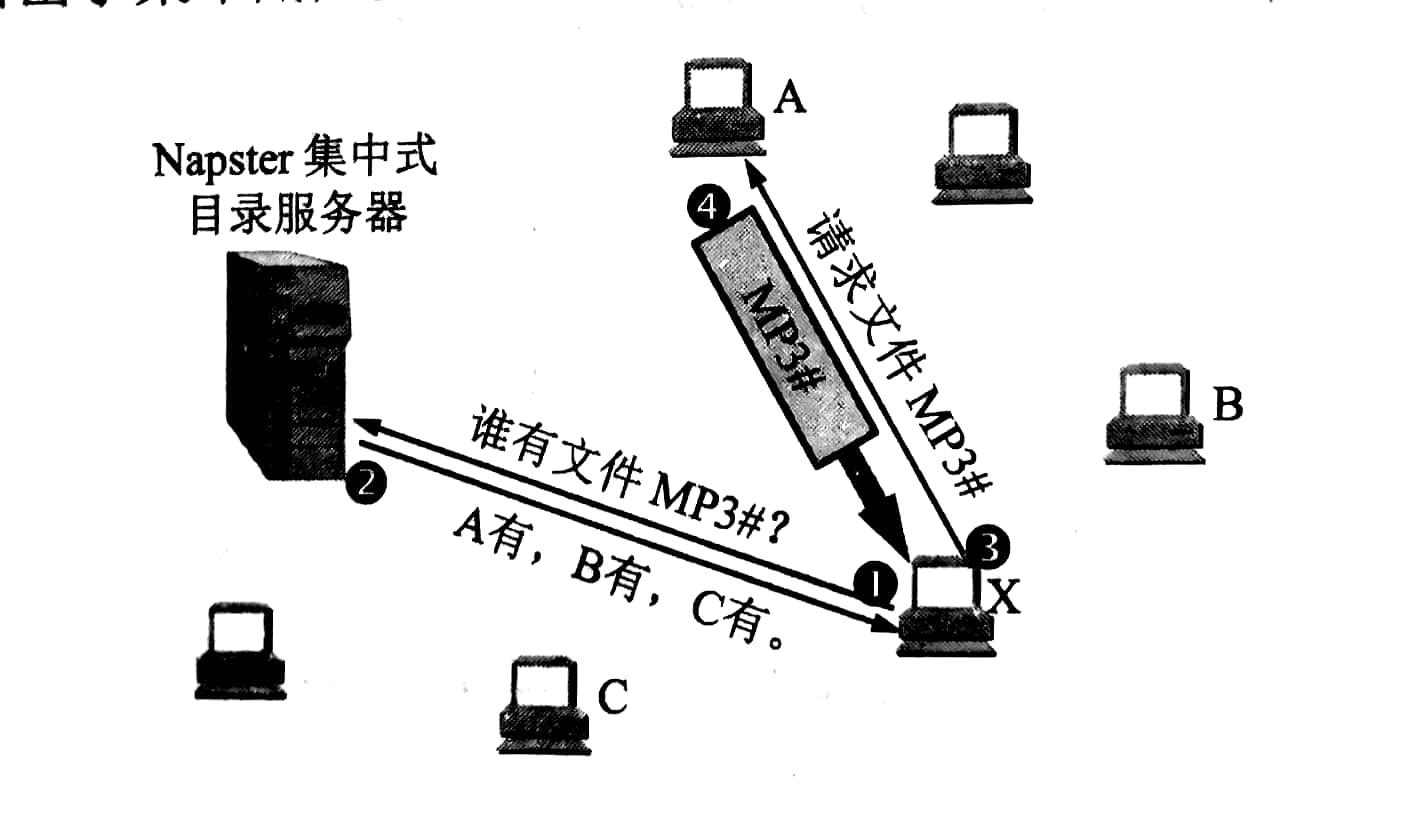 A
Napster 集中式
目录服务器
④
请求文件 MP3#
MP3#
B
谁有文件 MP3#?
②
A有，B有，C有。
①
③
X
C